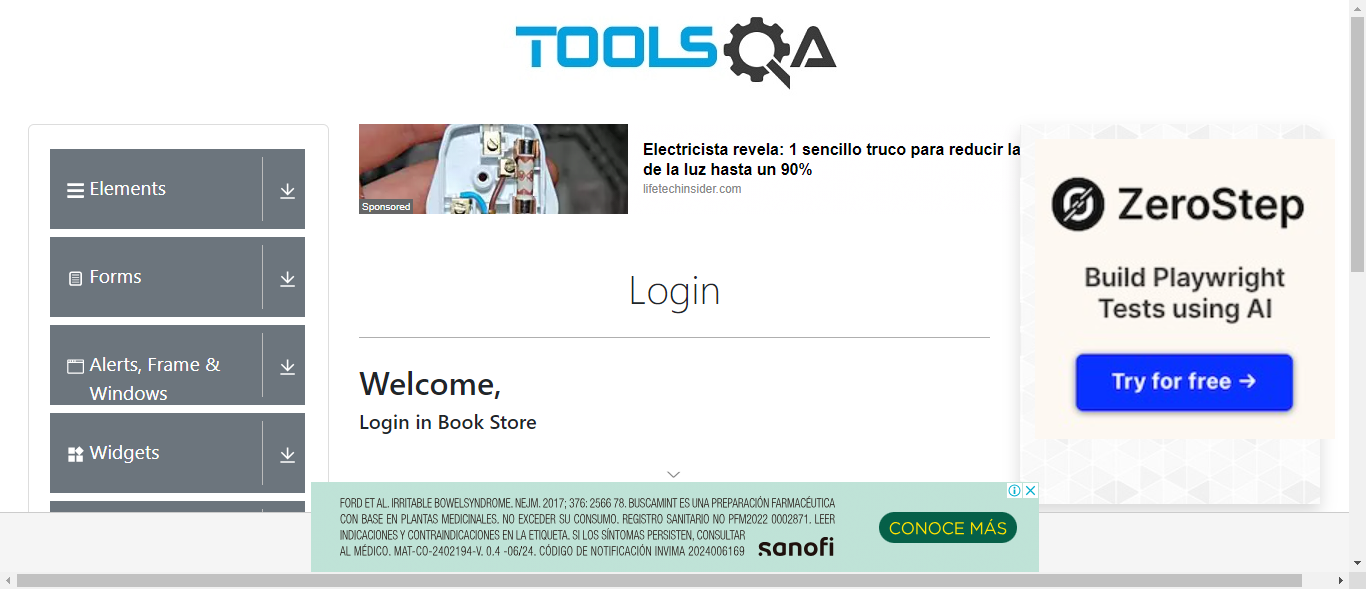 TOOLSQA
Elements
Forms
Alerts, Frame &
Windows
Widgets
Sponsored
Electricista revela: 1 sencillo truco para reducir la
de la luz hasta un 90%
lifetechinsider.com
Login
Welcome,
Login in Book Store
ZeroStep
Build Playwright
Tests using AI
Try for free →
FORD ET AL. IRRITABLE BOWELSYNDROME. NEJM. 2017; 376: 2566 78. BUSCAMINT ES UNA PREPARACIÓN FARMACÉUTICA
CON BASE EN PLANTAS MEDICINALES. NO EXCEDER SU CONSUMO. REGISTRO SANITARIO NO PFM2022 0002871. LEER
INDICACIONES Y CONTRAINDICACIONES EN LA ETIQUETA. SI LOS SÍNTOMAS PERSISTEN, CONSULTAR
AL MÉDICO. MAT-CO-2402194-V. 0.4 -06/24. CÓDIGO DE NOTIFICACIÓN INVIMA 2024006169
sanofi
CONOCE MÁS